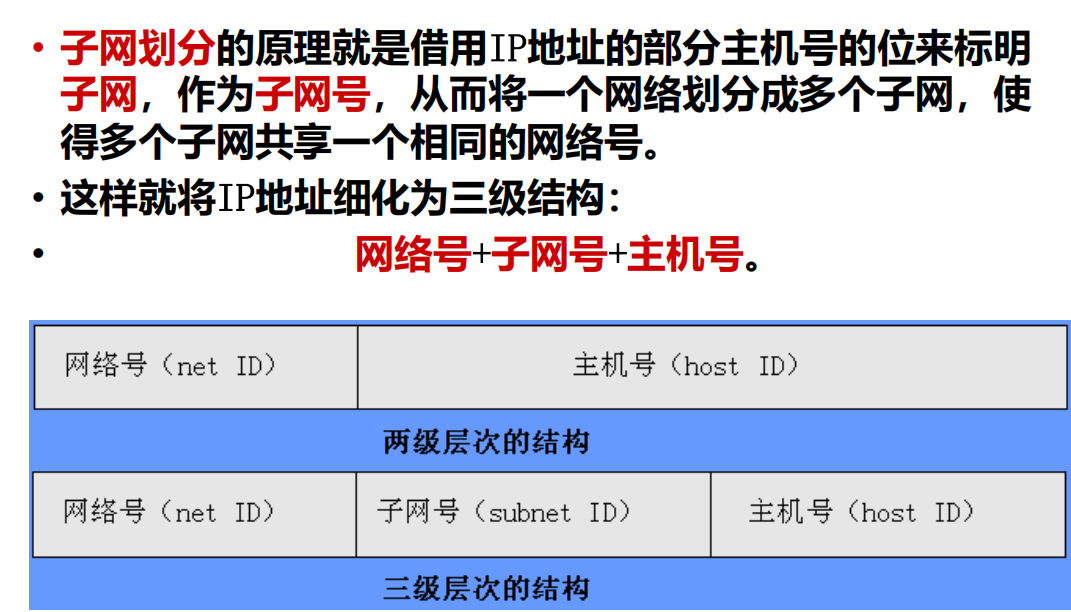 • 子网划分的原理就是借用IP地址的部分主机号的位来标明
子网，作为子网号，从而将一个网络划分成多个子网，使
得多个子网共享一个相同的网络号。
• 这样就将IP地址细化为三级结构：
• 网络号+子网号+主机号。
网络号（net ID） 主机号（host ID）
两级层次的结构
网络号（net ID） 子网号（subnet ID） 主机号（host ID）
三级层次的结构